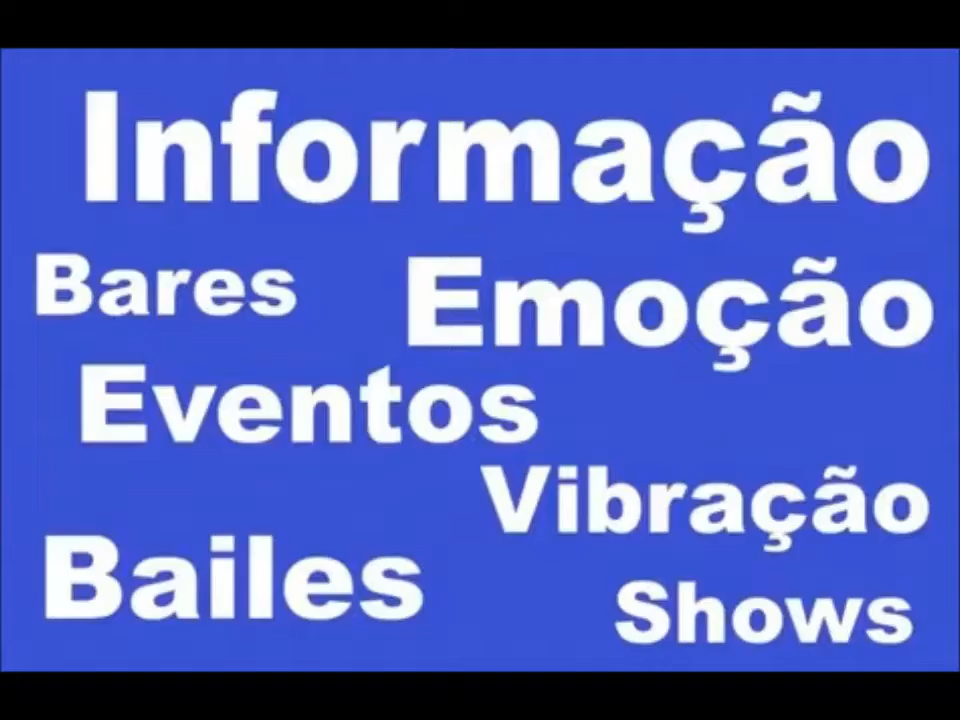 Informação
Bares
Emoção
Eventos
Vibração
Bailes
Shows